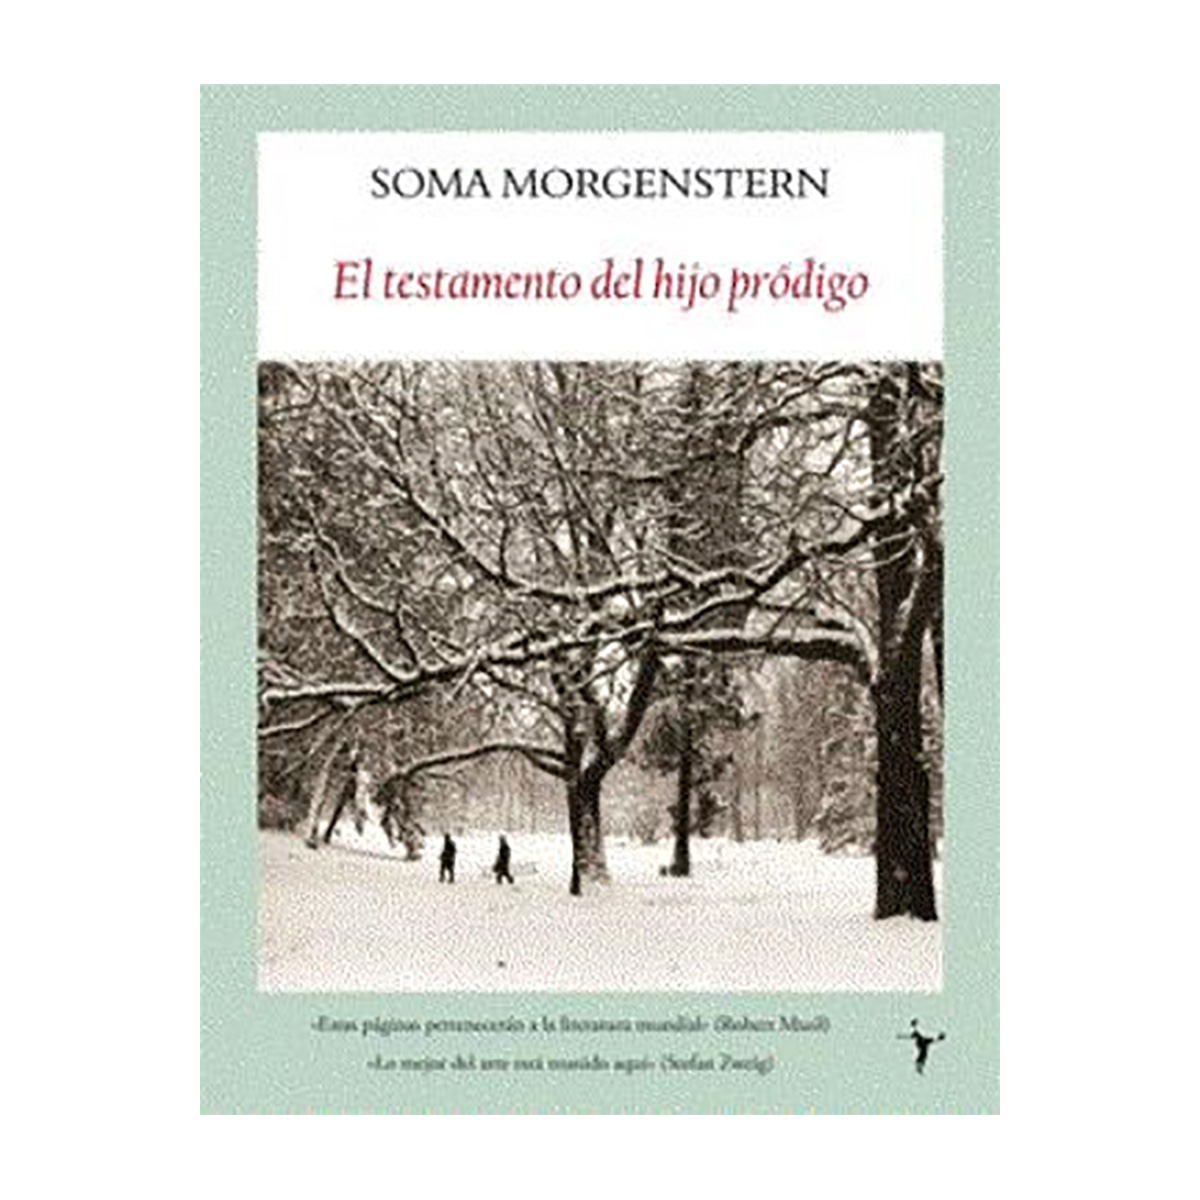 SOMA MORGENSTERN
El testamento del hijo pródigo
«Estas páginas pertenecerán a la literatura mundial» (Robert Musil)
«Lo mejor del arte está reunido aquí» (Stefan Zweig)